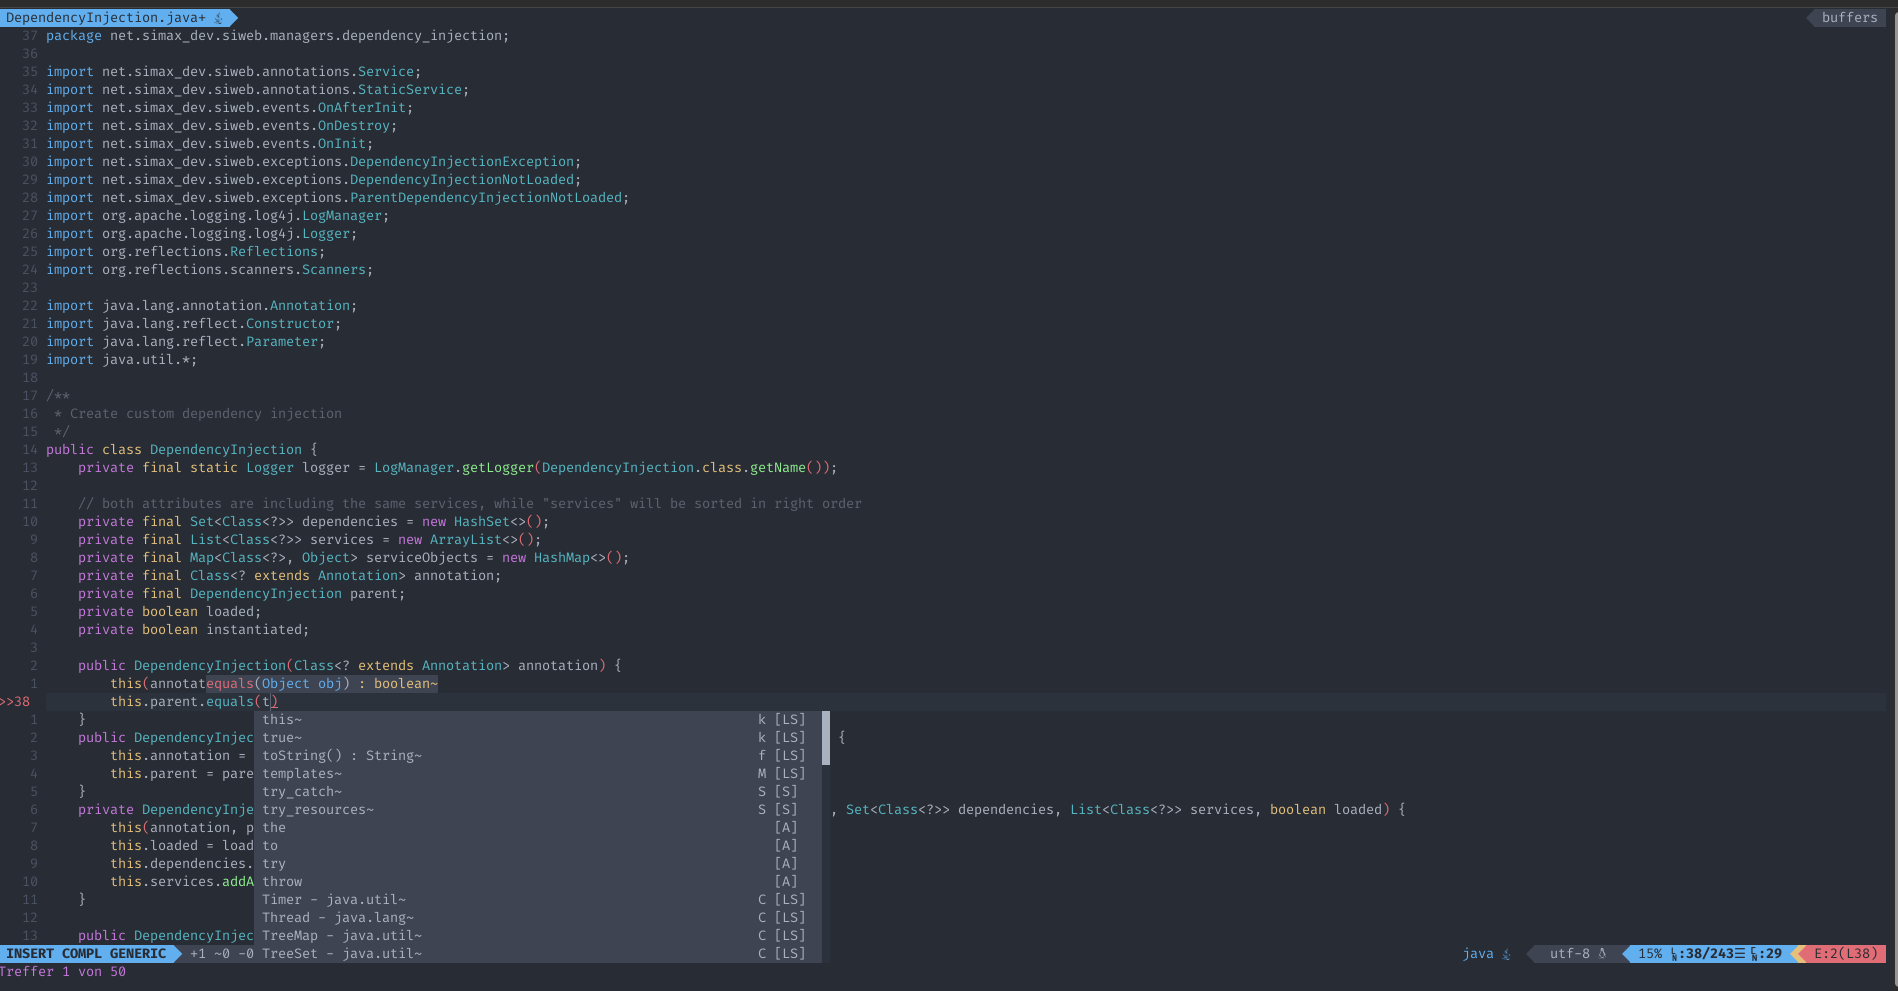 DependencyInjection.java+ buffers
37 package net.simax_dev.siweb.managers.dependency_injection;
36
35 import net.simax_dev.siweb.annotations.Service;
34 import net.simax_dev.siweb.annotations.StaticService;
33 import net.simax_dev.siweb.events.OnAfterInit;
32 import net.simax_dev.siweb.events.OnDestroy;
31 import net.simax_dev.siweb.events.OnInit;
30 import net.simax_dev.siweb.exceptions.DependencyInjectionException;
29 import net.simax_dev.siweb.exceptions.DependencyInjectionNotLoaded;
28 import net.simax_dev.siweb.exceptions.ParentDependencyInjectionNotLoaded;
27 import org.apache.logging.log4j.LogManager;
26 import org.apache.logging.log4j.Logger;
25 import org.reflections.Reflections;
24 import org.reflections.scanners.Scanners;
23
22 import java.lang.annotation.Annotation;
21 import java.lang.reflect.Constructor;
20 import java.lang.reflect.Parameter;
19 import java.util.*;
18
17 /**
16  * Create custom dependency injection
15  */
14 public class DependencyInjection {
13     private final static Logger logger = LogManager.getLogger(DependencyInjection.class.getName());
12
11     // both attributes are including the same services, while "services" will be sorted in right order
10     private final Set<Class<?>> dependencies = new HashSet<>();
9     private final List<Class<?>> services = new ArrayList<>();
8     private final Map<Class<?>, Object> serviceObjects = new HashMap<>();
7     private final Class<? extends Annotation> annotation;
6     private final DependencyInjection parent;
5     private boolean loaded;
4     private boolean instantiated;
3
2     public DependencyInjection(Class<? extends Annotation> annotation) {
1         this(annotatequals(Object obj) : boolean~
>>38         this.parent.equals(t)
1     } this~ k [LS]
2     public DependencyInjec true~ k [LS] {
3         this.annotation = toString() : String~ f [LS]
4         this.parent = pare templates~ M [LS]
5     } try_catch~ S [S]
6     private DependencyInje try_resources~ S [S] , Set<Class<?>> dependencies, List<Class<?>> services, boolean loaded) {
7         this(annotation, p the [A]
8         this.loaded = load to [A]
9         this.dependencies. try [A]
10         this.services.addA throw [A]
11     } Timer - java.util~ C [LS]
12 Thread - java.lang~ C [LS]
13     public DependencyInjec TreeMap - java.util~ C [LS]
INSERT COMPL GENERIC +1 ~0 -0 TreeSet - java.util~ C [LS] java utf-8 15% :38/243 :29 E:2(L38)
Treffer 1 von 50